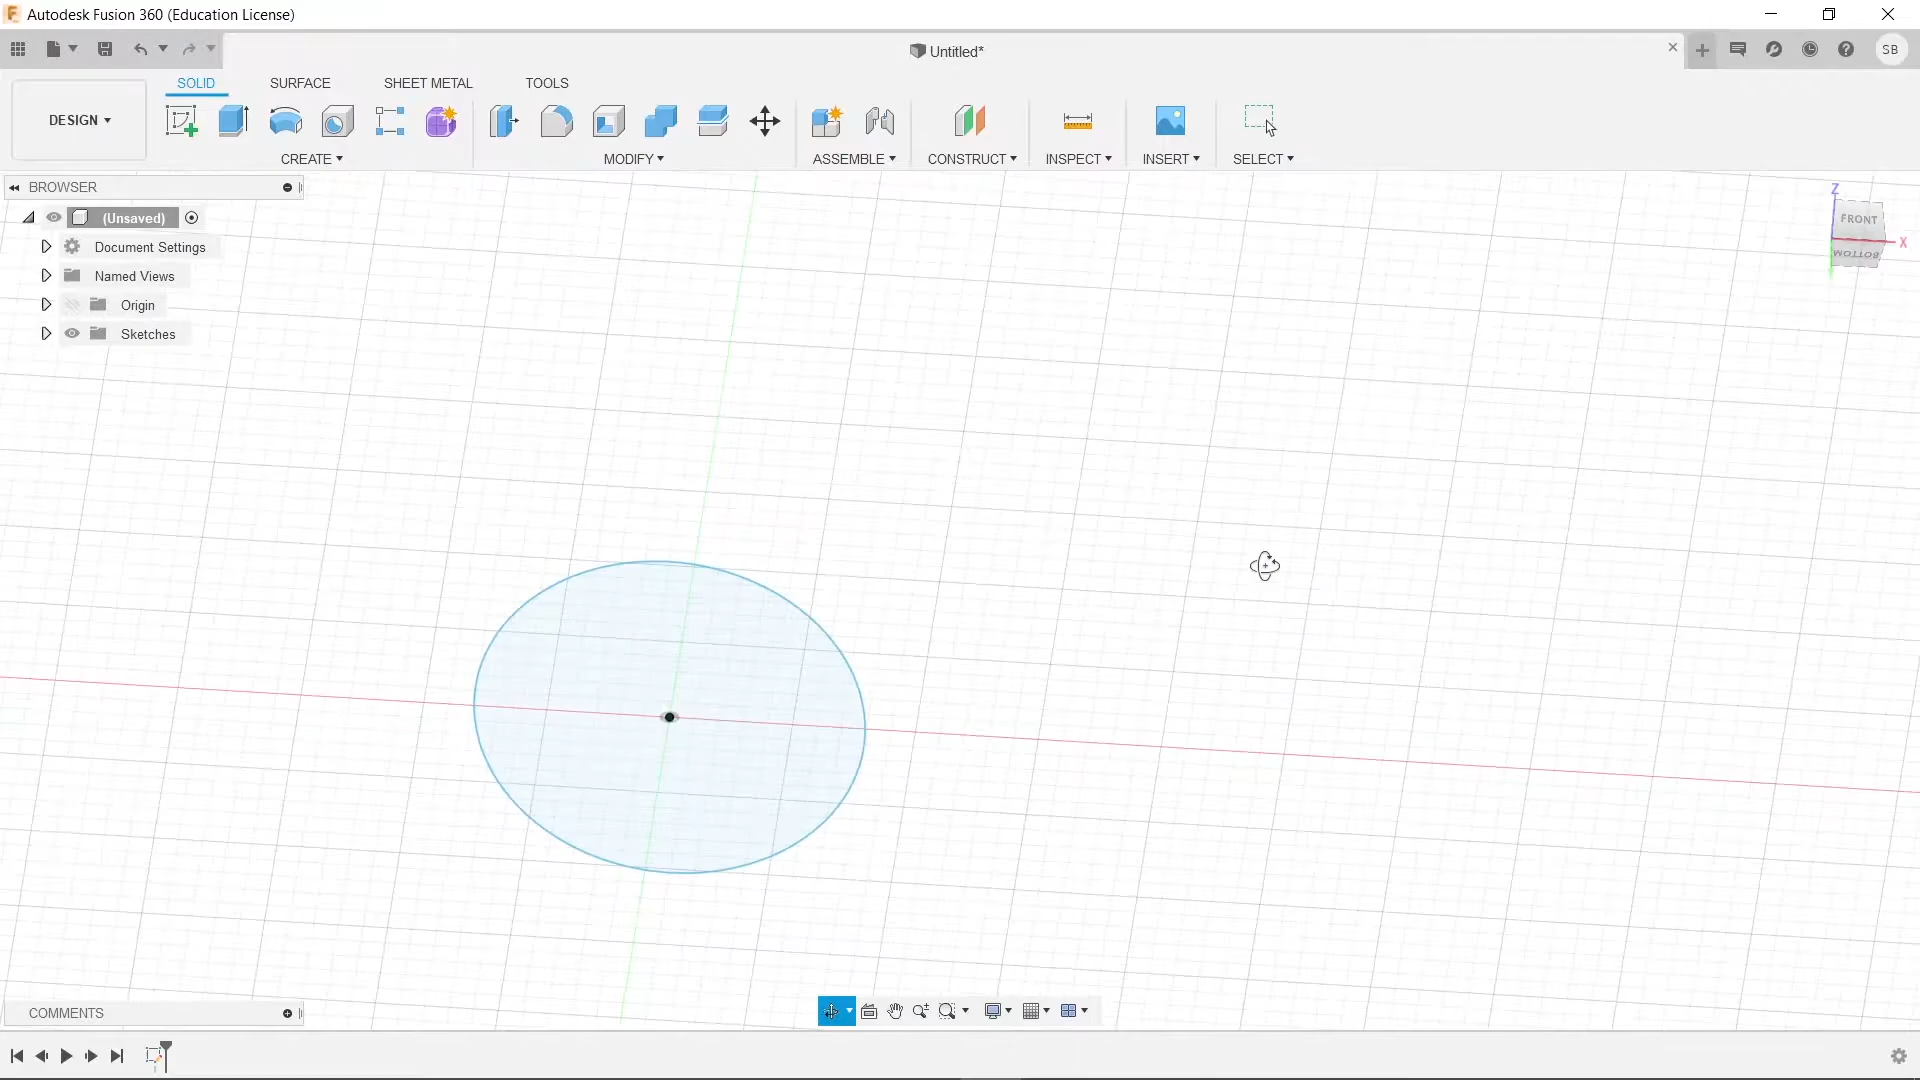 Autodesk Fusion 360 (Education License)
Untitled*
SB
SOLID SURFACE SHEET METAL TOOLS
DESIGN
CREATE MODIFY ASSEMBLE CONSTRUCT INSPECT INSERT SELECT
BROWSER
(Unsaved)
Document Settings
Named Views
Origin
Sketches
Z
FRONT
X
BOTTOM
COMMENTS